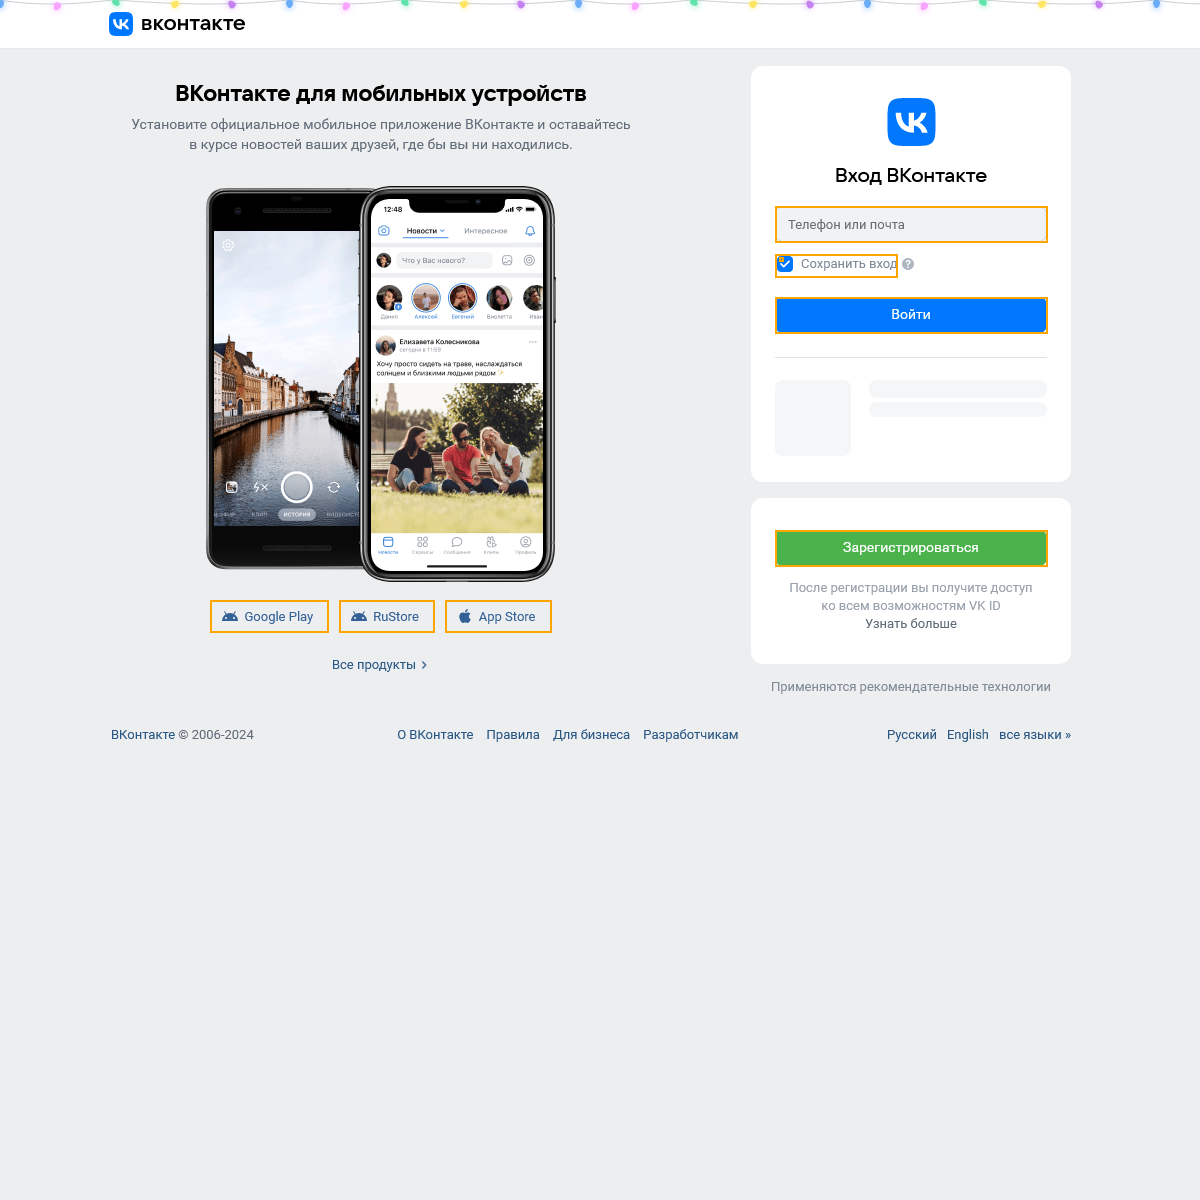 вконтакте
ВКонтакте для мобильных устройств
Установите официальное мобильное приложение ВКонтакте и оставайтесь
в курсе новостей ваших друзей, где бы вы ни находились.
12:48
Новости
Интересное
Что у Вас нового?
Данил
Алексей
Евгений
Виолетта
Иван
Елизавета Колесникова
сегодня в 11:59
Хочу просто сидеть на траве, наслаждаться
солнцем и близкими людьми рядом ✨
КЛИП
ИСТОРИЯ
Новости
Сервисы
Сообщения
Клипы
Профиль
Google Play
RuStore
App Store
Все продукты
Вход ВКонтакте
Телефон или почта
Сохранить вход
?
Войти
Зарегистрироваться
После регистрации вы получите доступ
ко всем возможностям VK ID
Узнать больше
Применяются рекомендательные технологии
ВКонтакте © 2006-2024
О ВКонтакте
Правила
Для бизнеса
Разработчикам
Русский
English
все языки »